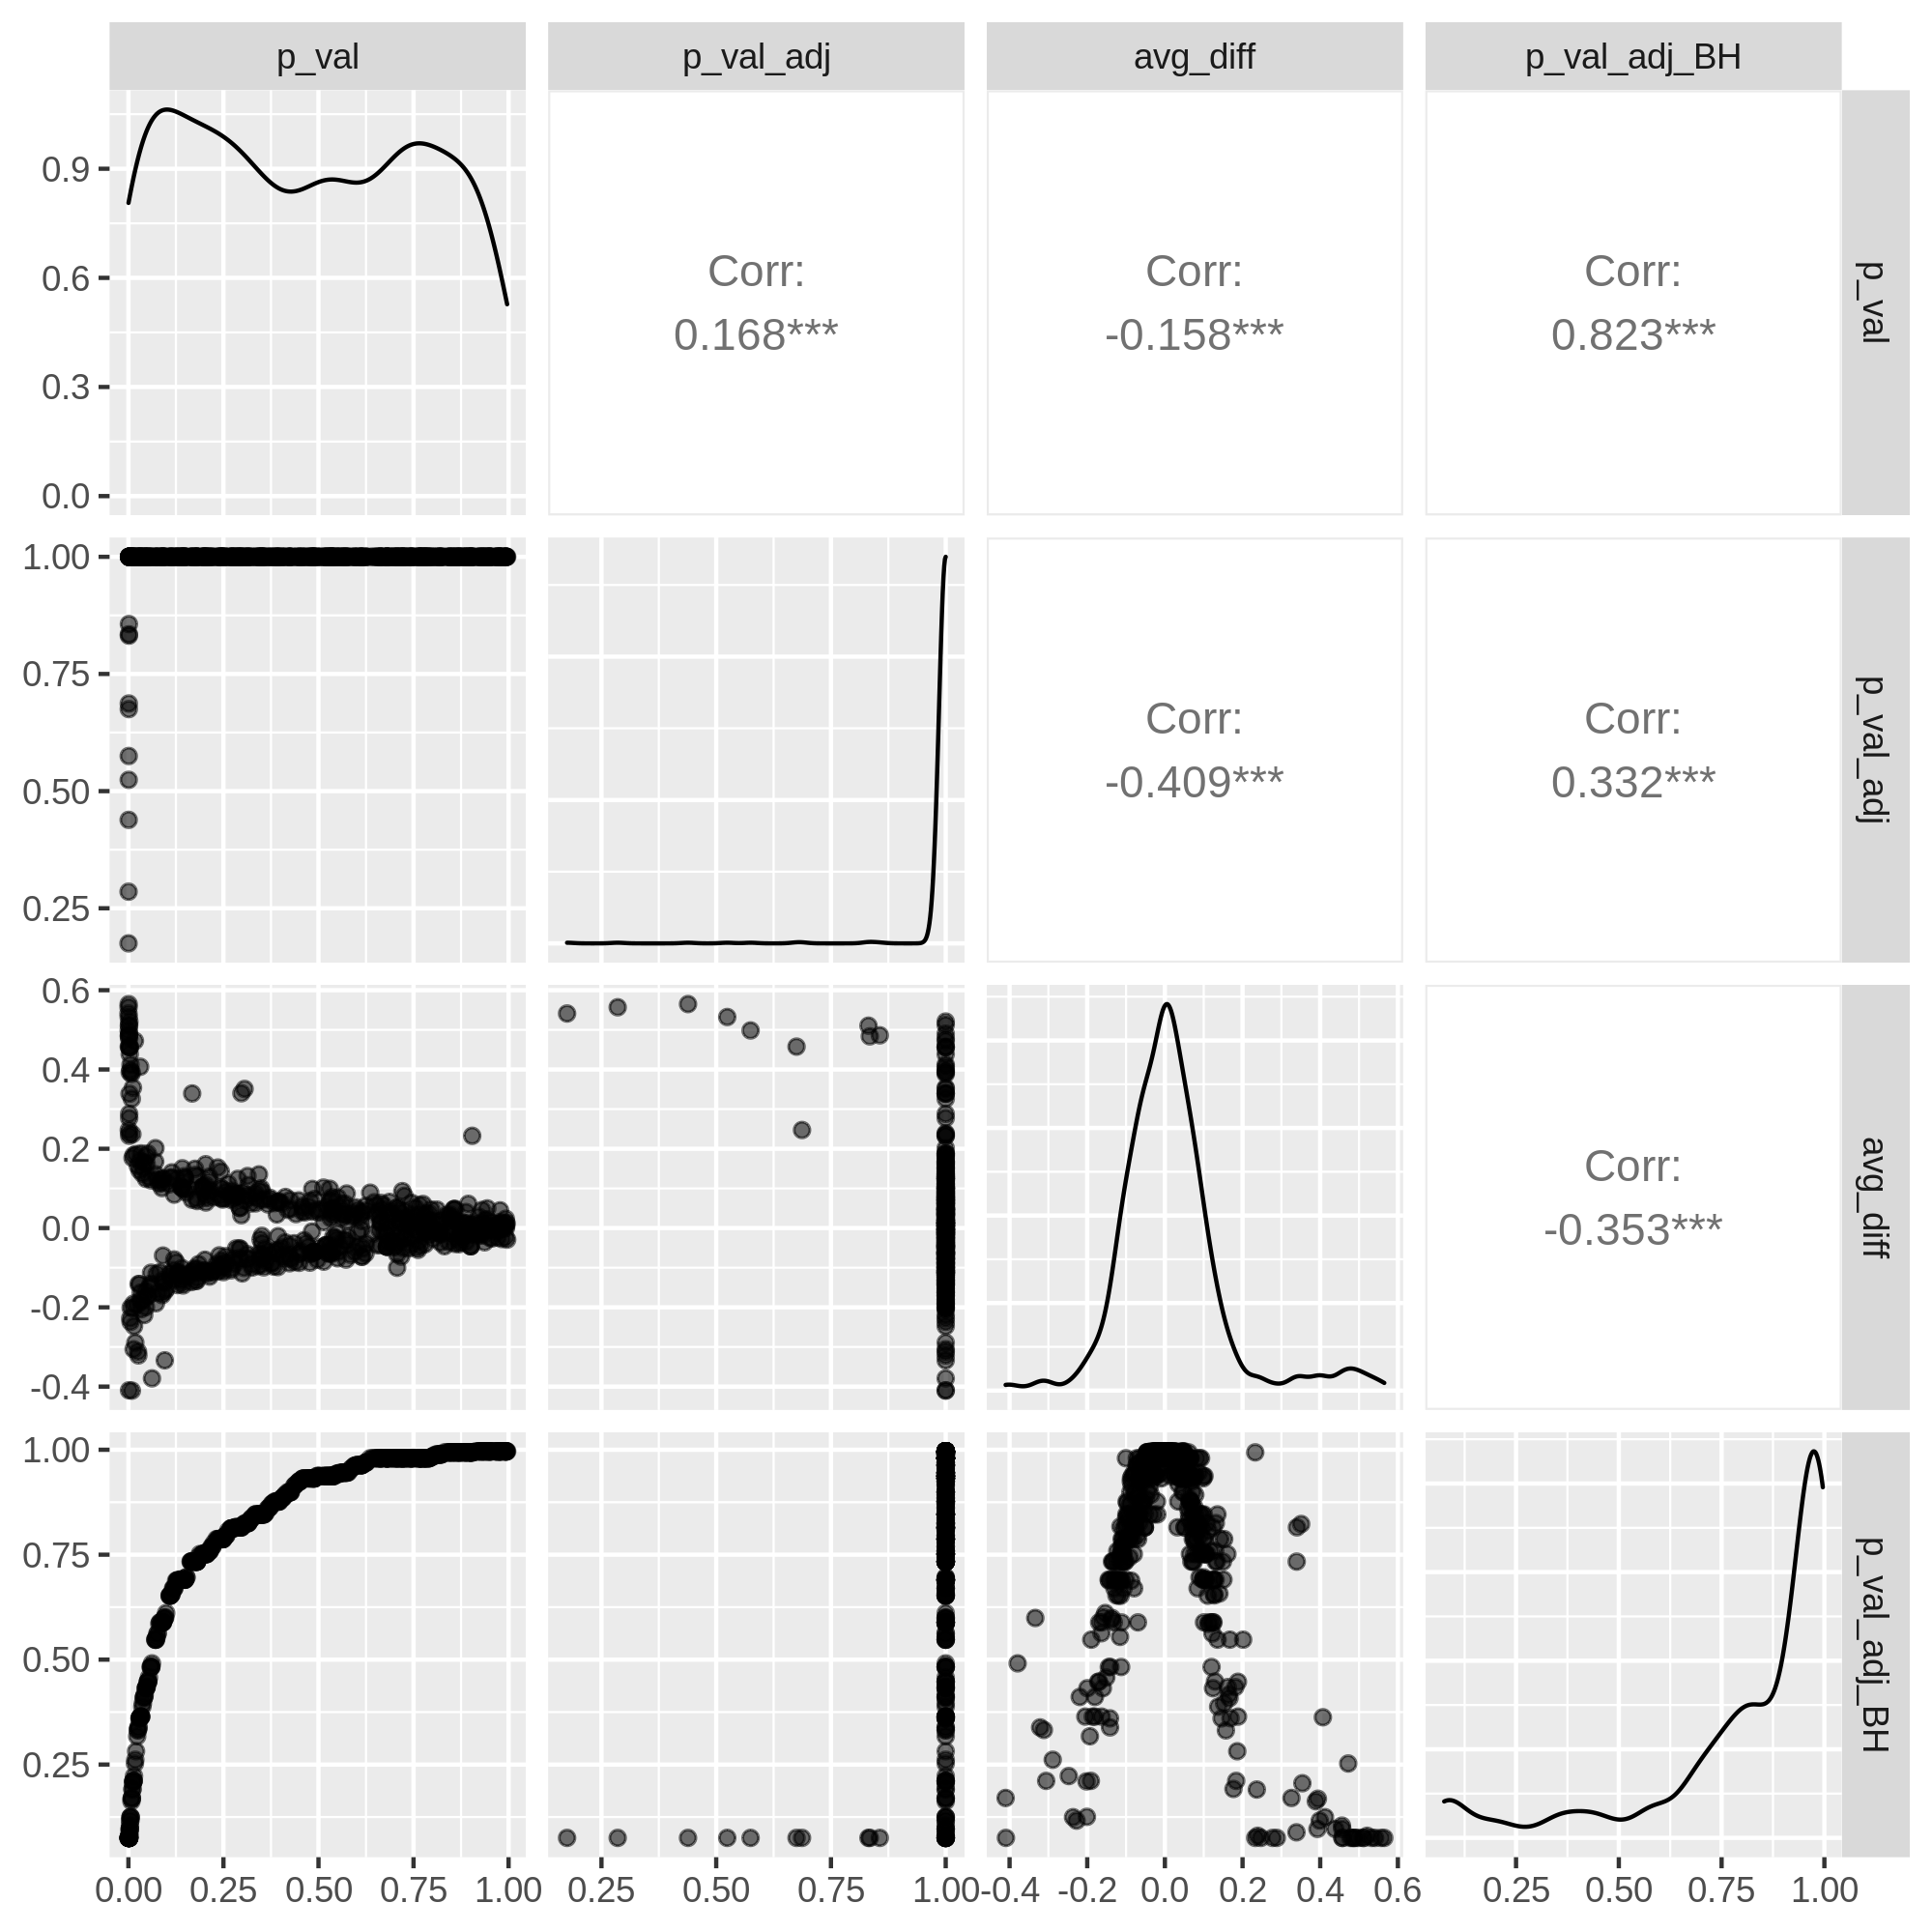 p_val
p_val_adj
avg_diff
p_val_adj_BH
0.9
0.6
0.3
0.0
Corr:
0.168***
Corr:
-0.158***
Corr:
0.823***
p_val
1.00
0.75
0.50
0.25
Corr:
-0.409***
Corr:
0.332***
p_val_adj
0.6
0.4
0.2
0.0
-0.2
-0.4
Corr:
-0.353***
avg_diff
1.00
0.75
0.50
0.25
p_val_adj_BH
0.00 0.25 0.50 0.75 1.00
0.25 0.50 0.75 1.00
-0.4 -0.2 0.0 0.2 0.4 0.6
0.25 0.50 0.75 1.00